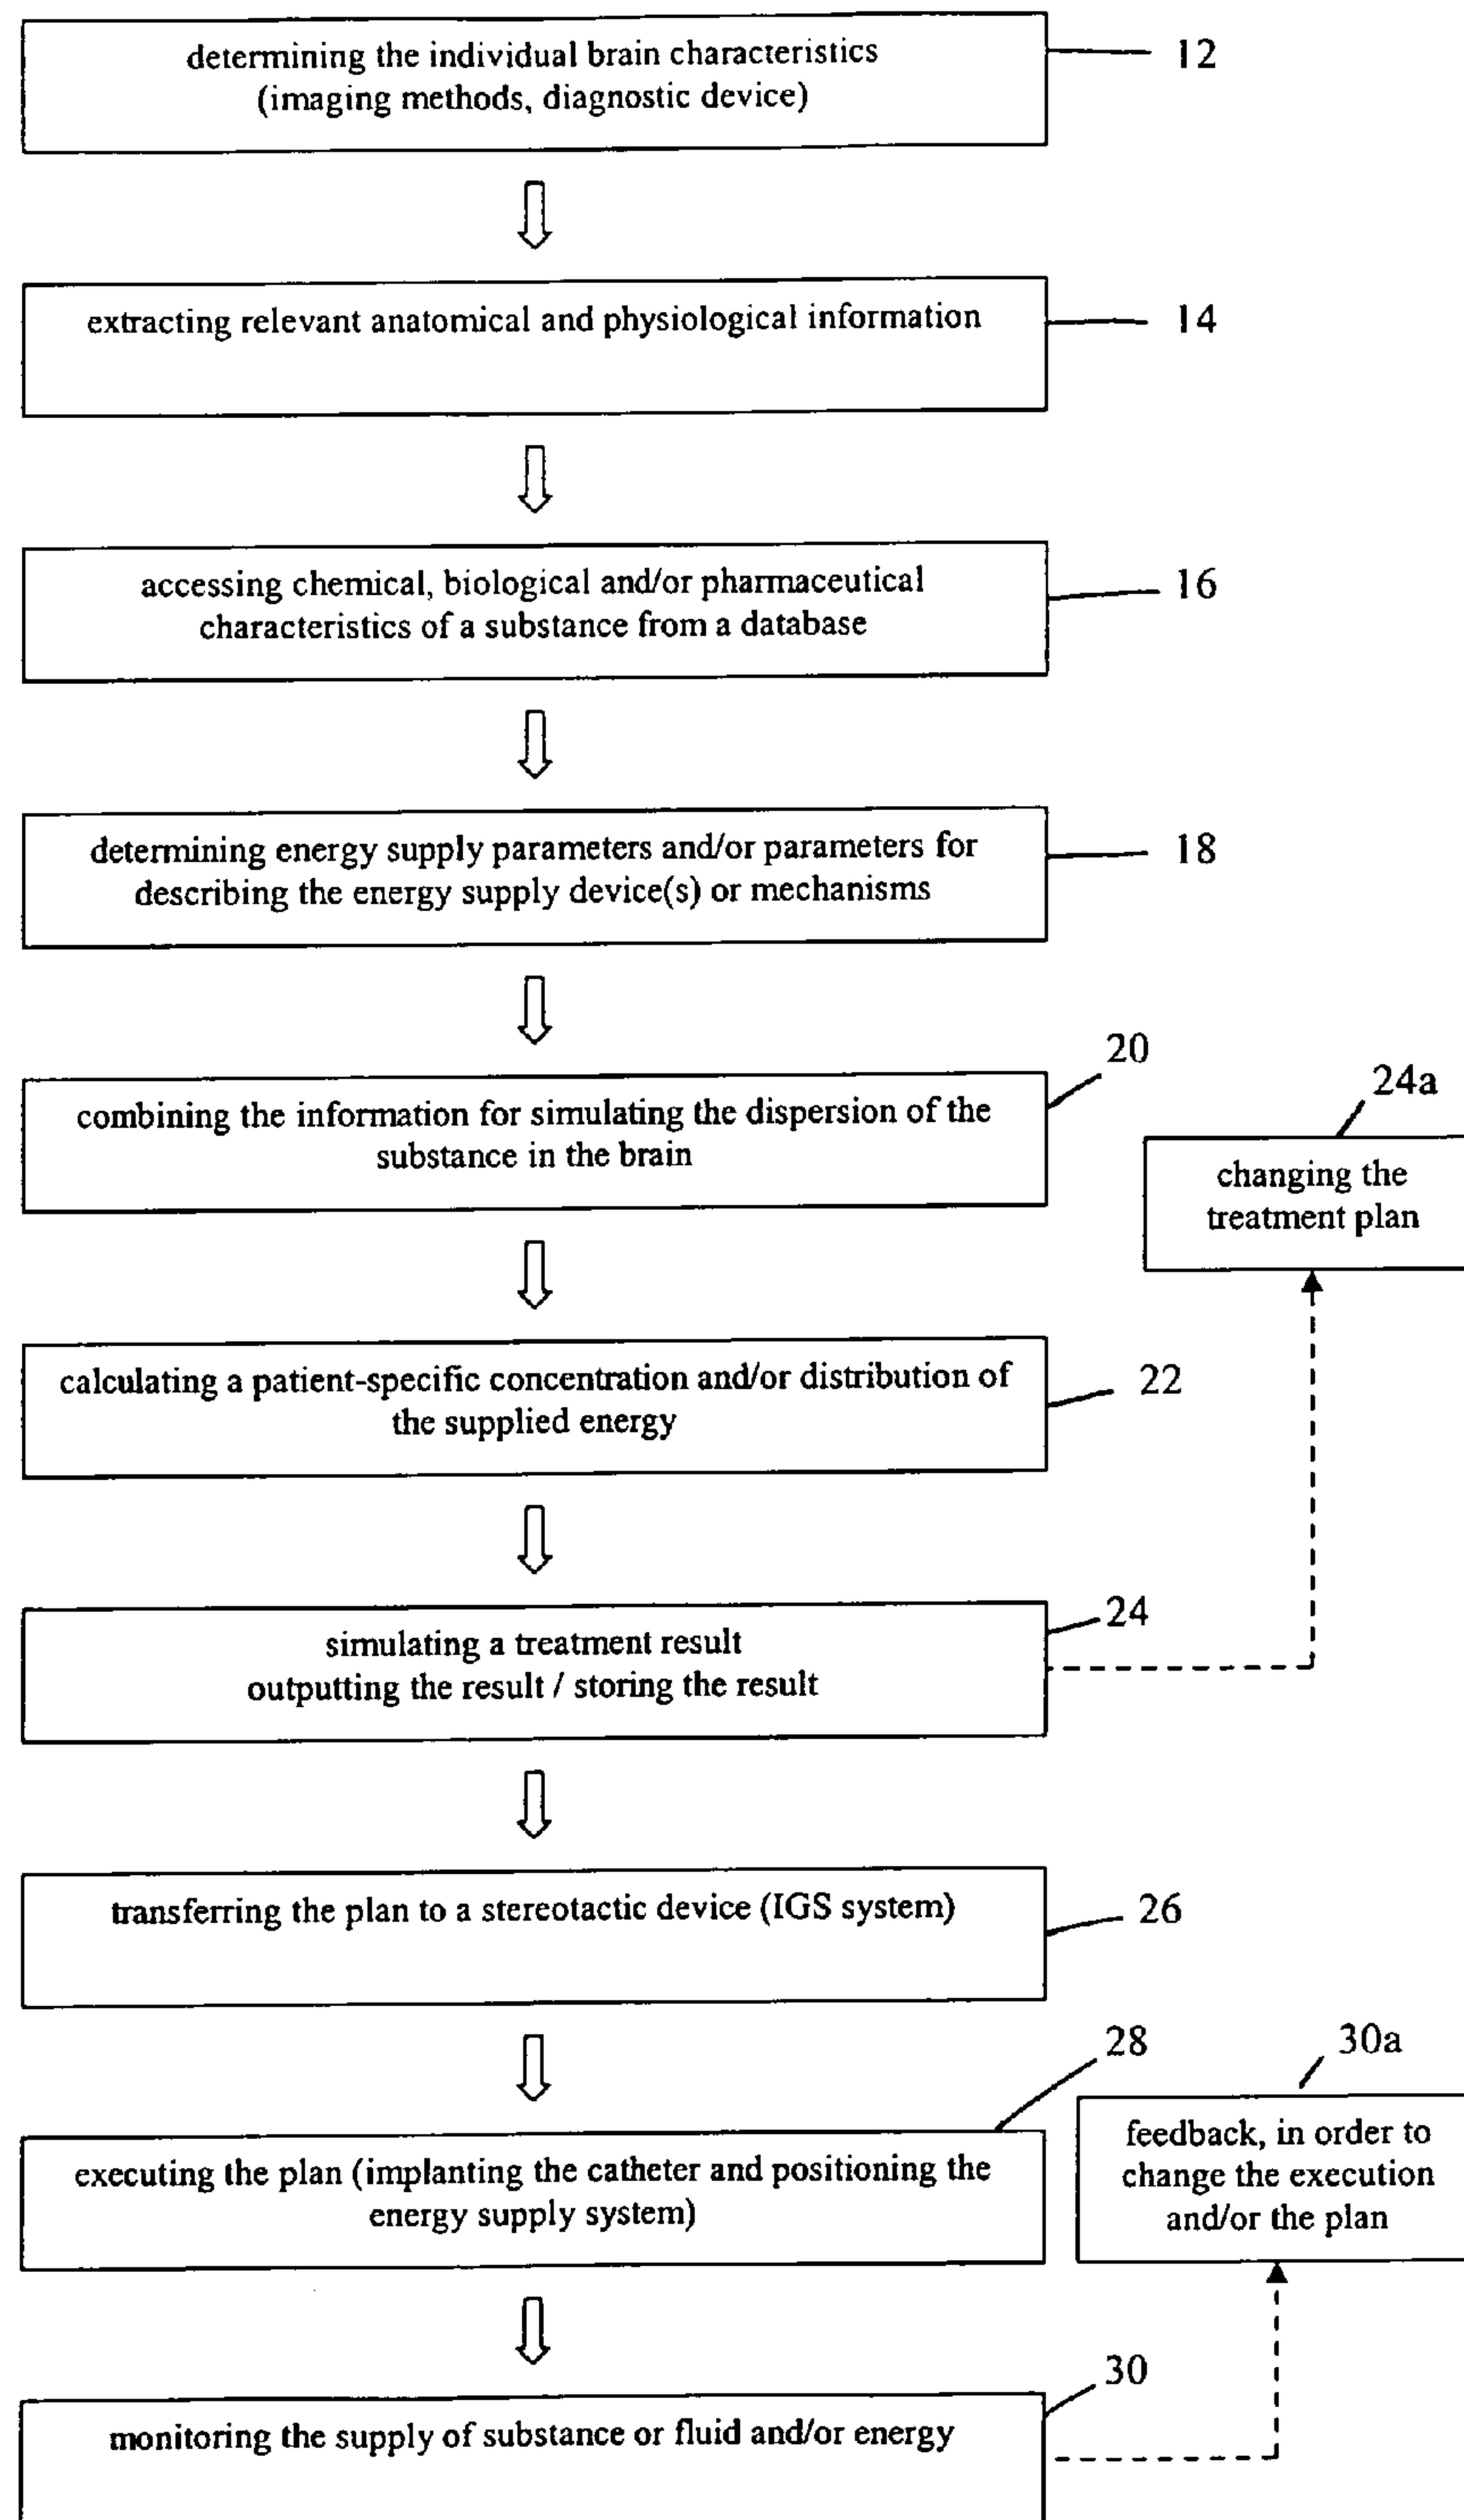 determining the individual brain characteristics
(imaging methods, diagnostic device)
12
extracting relevant anatomical and physiological information
14
accessing chemical, biological and/or pharmaceutical
characteristics of a substance from a database
16
determining energy supply parameters and/or parameters for
describing the energy supply device(s) or mechanisms
18
combining the information for simulating the dispersion of the
substance in the brain
20
24a
changing the
treatment plan
calculating a patient-specific concentration and/or distribution of
the supplied energy
22
simulating a treatment result
outputting the result / storing the result
24
transferring the plan to a stereotactic device (IGS system)
26
executing the plan (implanting the catheter and positioning the
energy supply system)
28
30a
feedback, in order to
change the execution
and/or the plan
monitoring the supply of substance or fluid and/or energy
30